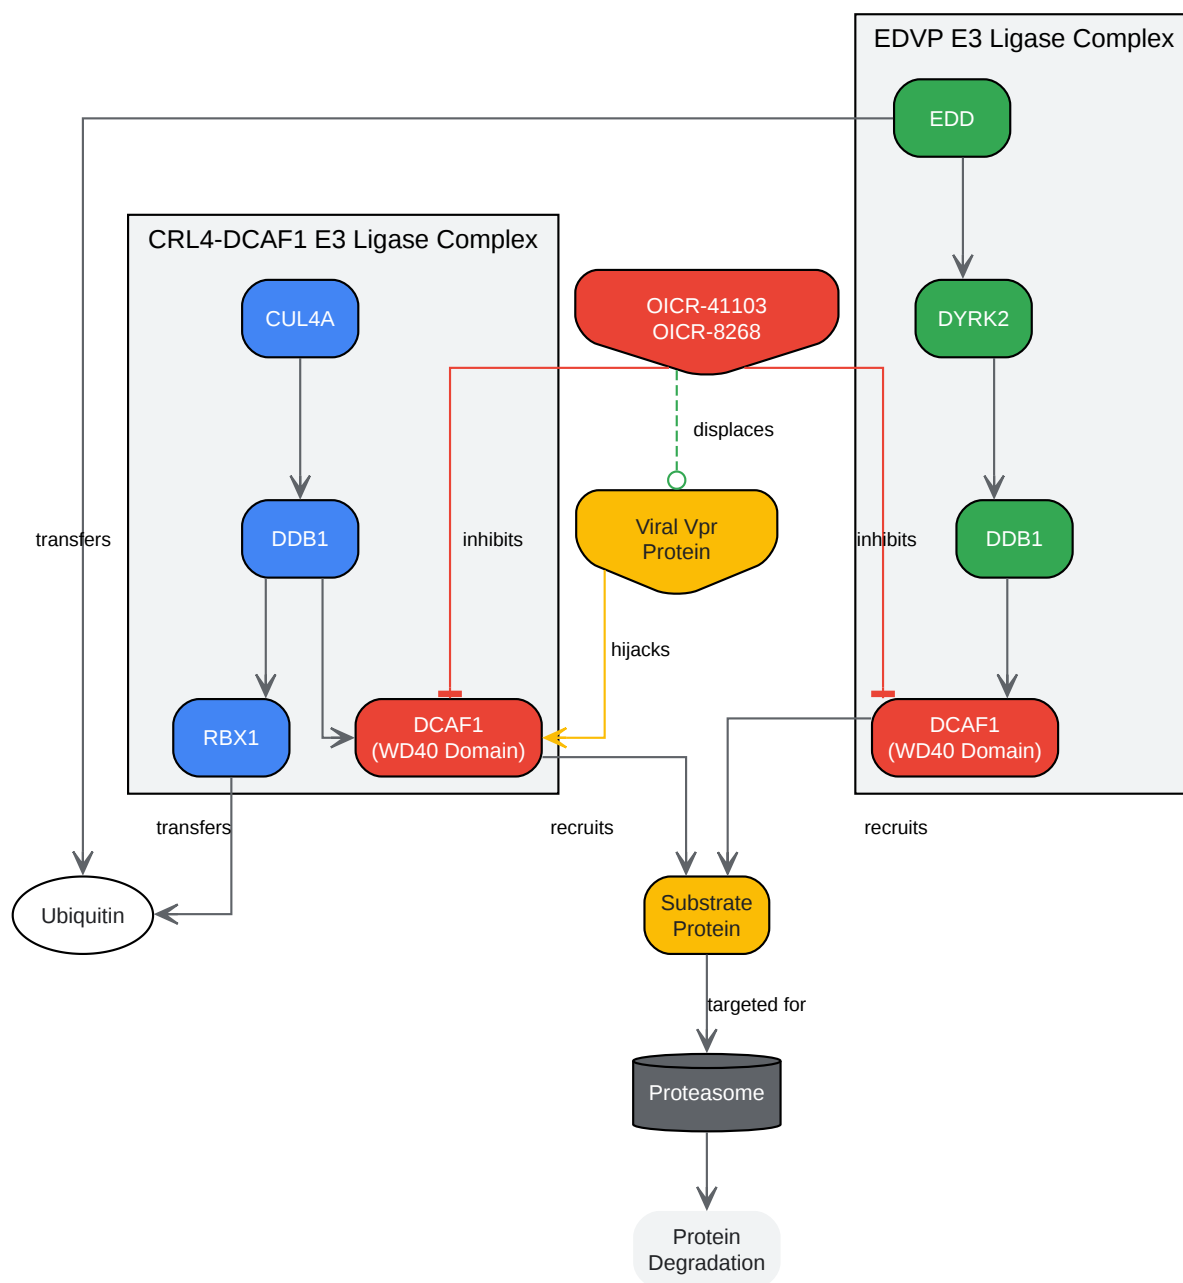 EDVP E3 Ligase Complex
EDD
CRL4-DCAF1 E3 Ligase Complex
CUL4A
OICR-41103
OICR-8268
DYRK2
displaces
transfers
DDB1
inhibits
Viral Vpr
Protein
inhibits
DDB1
hijacks
RBX1
DCAF1
(WD40 Domain)
DCAF1
(WD40 Domain)
transfers
recruits
recruits
Ubiquitin
Substrate
Protein
targeted for
Proteasome
Protein
Degradation